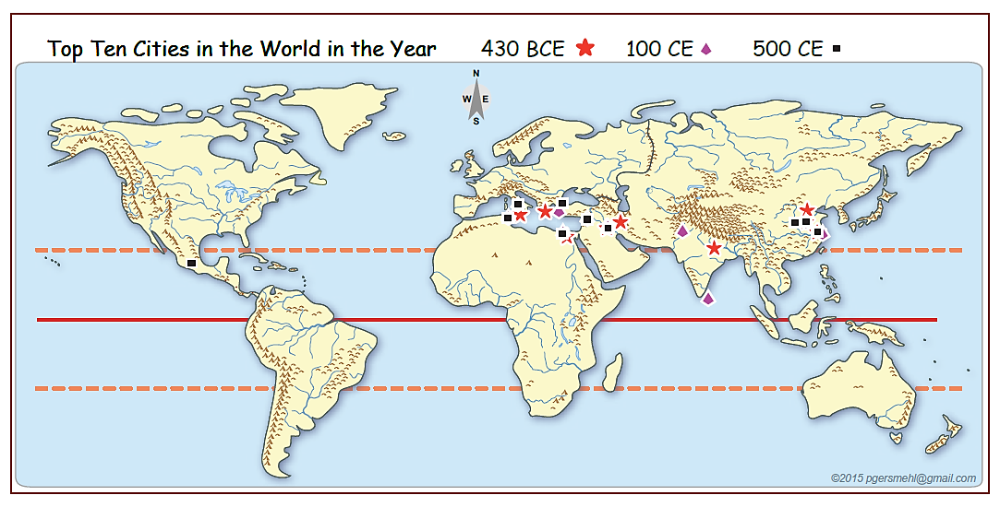 Top Ten Cities in the World in the Year 430 BCE 100 CE 500 CE
N
W E
S
©2015 pgersmehl@gmail.com